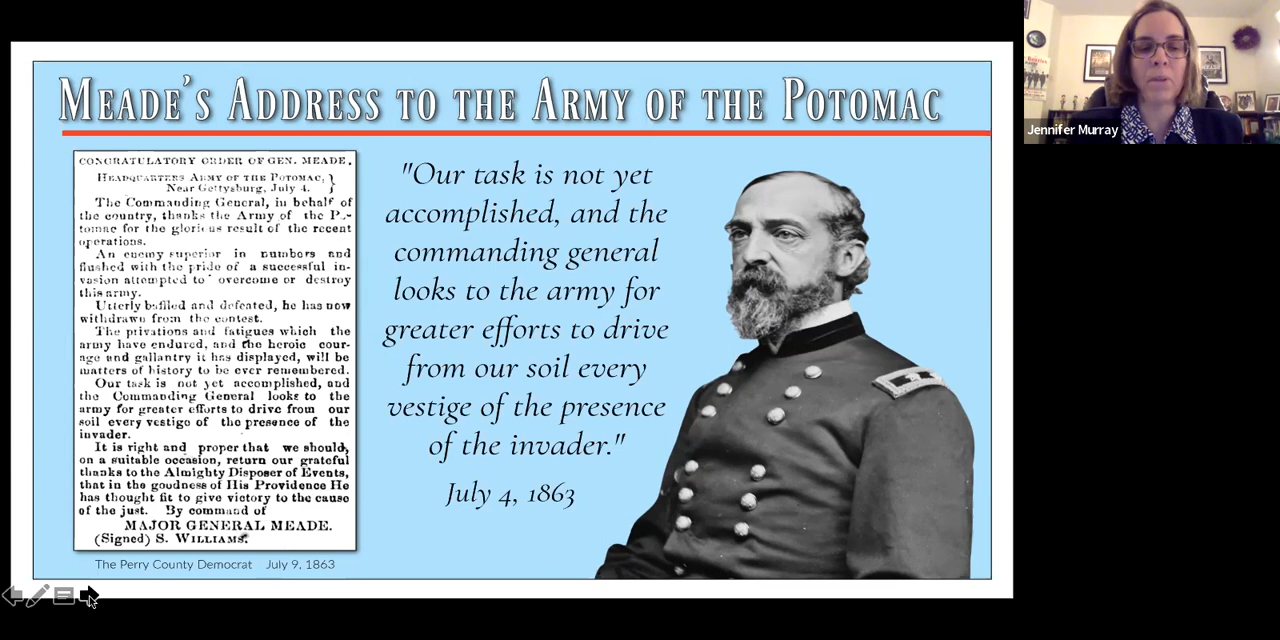 MEADE'S ADDRESS TO THE ARMY OF THE POTOMAC
CONGRATULATORY ORDER OF GEN. MEADE.
HEADQUARTERS ARMY OF THE POTOMAC,
Near Gettysburg, July 4.
The Commanding General, in behalf of
the country, thanks the Army of the Po-
tomac for the glorious result of the recent
operations.
An enemy superior in numbers and
flushed with the pride of a successful in-
vasion attempted to overcome or destroy
this army.
Utterly baffled and defeated, he has now
withdrawn from the contest.
The privations and fatigues which the
army have endured, and the heroic cour-
age and gallantry it has displayed, will be
matters of history to be ever remembered.
Our task is not yet accomplished, and
the Commanding General looks to the
army for greater efforts to drive from our
soil every vestige of the presence of the
invader.
It is right and proper that we should,
on a suitable occasion, return our grateful
thanks to the Almighty Disposer of Events,
that in the goodness of His Providence He
has thought fit to give victory to the cause
of the just. By command of
MAJOR GENERAL MEADE.
(Signed) S. WILLIAMS.
The Perry County Democrat July 9, 1863
"Our task is not yet
accomplished, and the
commanding general
looks to the army for
greater efforts to drive
from our soil every
vestige of the presence
of the invader."
July 4, 1863
Jennifer Murray